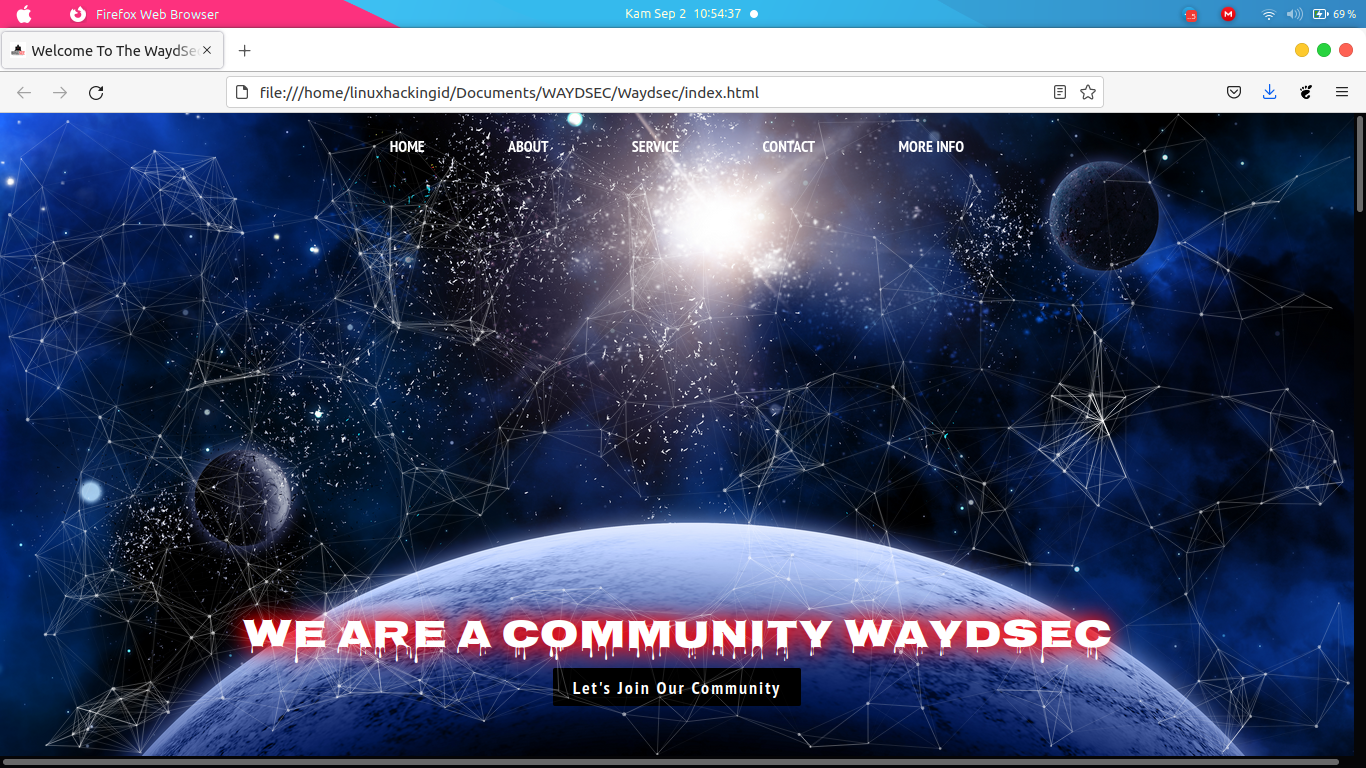 Firefox Web Browser
Kam Sep 2 10:54:37
69 %
Welcome To The WaydSec
file:///home/linuxhackingid/Documents/WAYDSEC/Waydsec/index.html
HOME ABOUT SERVICE CONTACT MORE INFO
WE ARE A COMMUNITY WAYDSEC
Let's Join Our Community